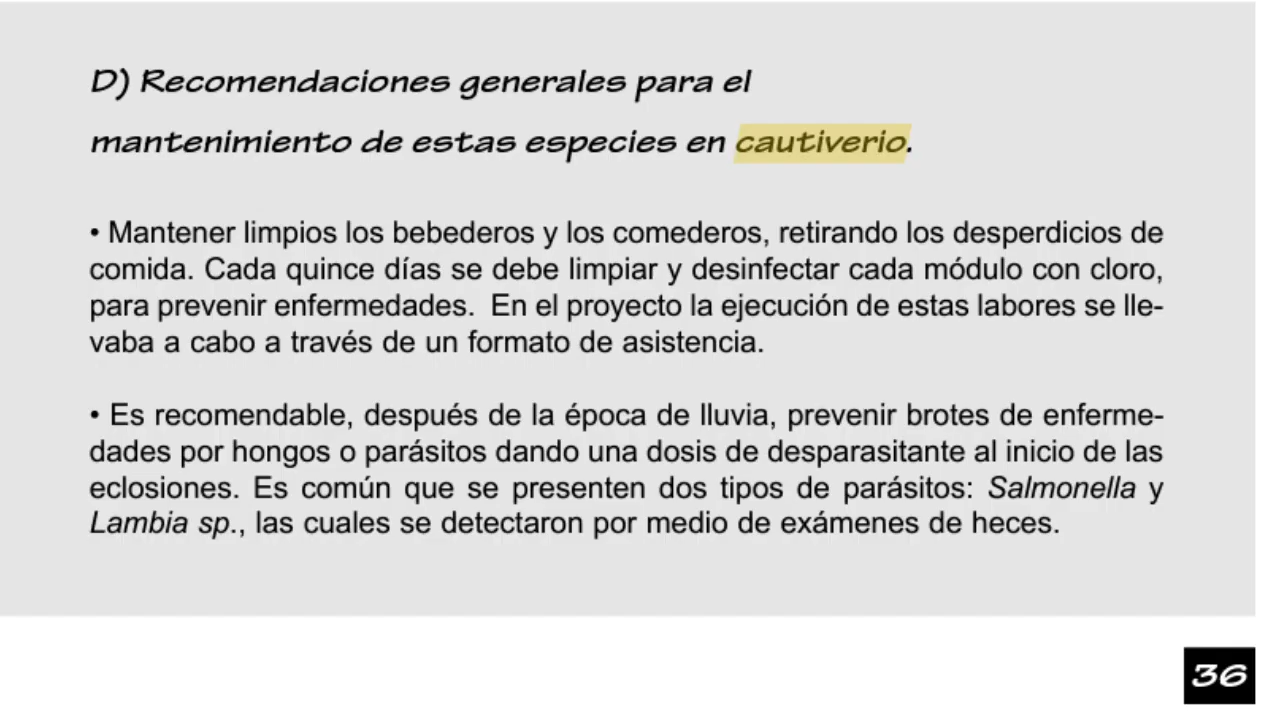 D) Recomendaciones generales para el
mantenimiento de estas especies en cautiverio.
• Mantener limpios los bebederos y los comederos, retirando los desperdicios de
comida. Cada quince días se debe limpiar y desinfectar cada módulo con cloro,
para prevenir enfermedades. En el proyecto la ejecución de estas labores se lle-
vaba a cabo a través de un formato de asistencia.
• Es recomendable, después de la época de lluvia, prevenir brotes de enferme-
dades por hongos o parásitos dando una dosis de desparasitante al inicio de las
eclosiones. Es común que se presenten dos tipos de parásitos: Salmonella y
Lambia sp., las cuales se detectaron por medio de exámenes de heces.
36